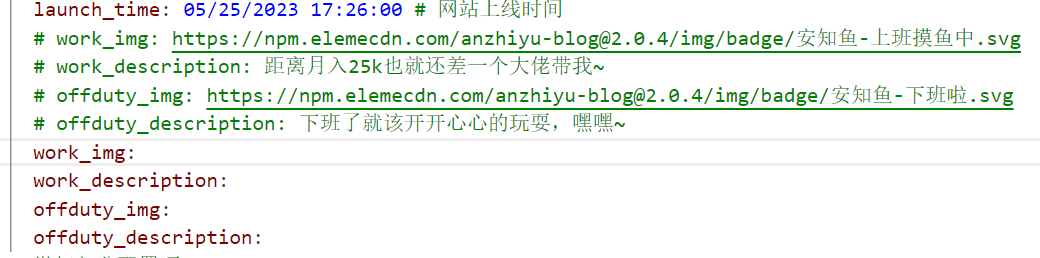 launch_time: 05/25/2023 17:26:00 # 网站上线时间
# work_img: https://npm.elemecdn.com/anzhiyu-blog@2.0.4/img/badge/安知鱼-上班摸鱼中.svg
# work_description: 距离月入25k也就还差一个大佬带我~
# offduty_img: https://npm.elemecdn.com/anzhiyu-blog@2.0.4/img/badge/安知鱼-下班啦.svg
# offduty_description: 下班了就该开开心心的玩耍，嘿嘿~
work_img:
work_description:
offduty_img:
offduty_description: